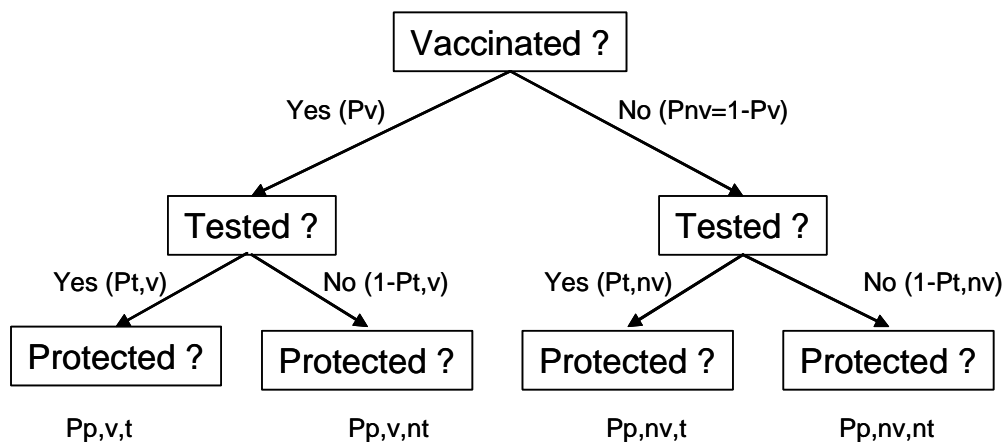 Vaccinated ?
Yes (Pv)
No (Pnv=1-Pv)
Tested ?
Tested ?
Yes (Pt,v)
No (1-Pt,v)
Yes (Pt,nv)
No (1-Pt,nv)
Protected ?
Protected ?
Protected ?
Protected ?
Pp,v,t
Pp,v,nt
Pp,nv,t
Pp,nv,nt